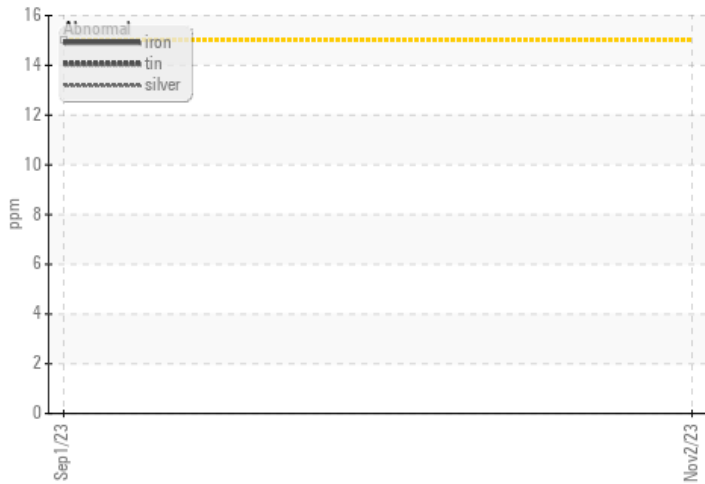 16
14
12
10
8
6
4
2
0
ppm
Abnormal
iron
tin
silver
Sep1/23
Nov2/23